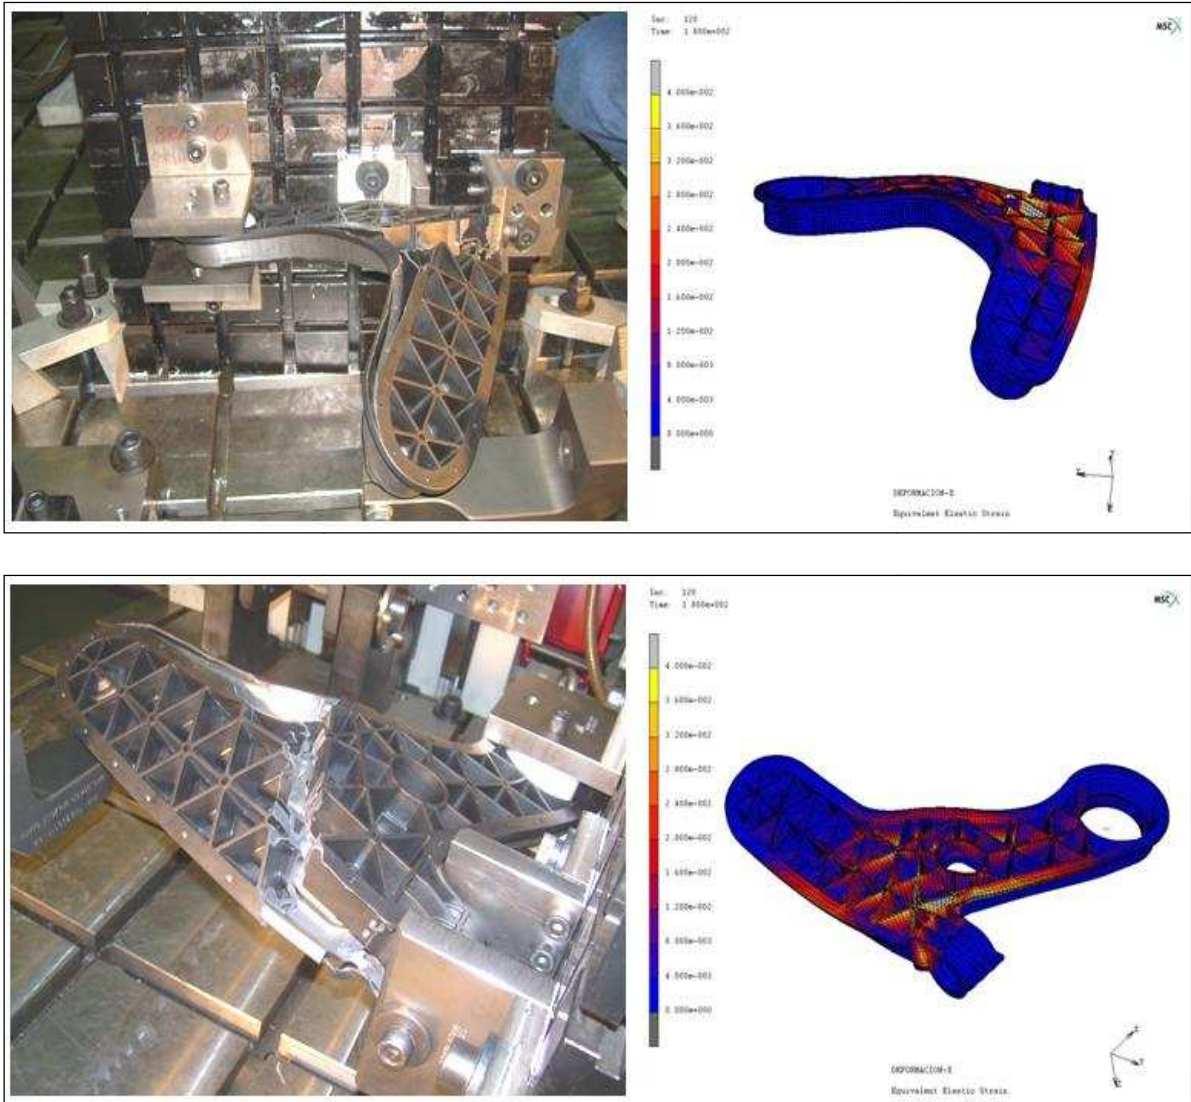 Inc: 120
Time: 1.800e+002
MSC
4.000e-002
3.600e-002
3.200e-002
2.800e-002
2.400e-002
2.000e-002
1.600e-002
1.200e-002
8.000e-003
4.000e-003
0.000e+000
DEFORMACION-E
Equivalent Elastic Strain
Inc: 120
Time: 1.800e+002
MSC
4.000e-002
3.600e-002
3.200e-002
2.800e-002
2.400e-002
2.000e-002
1.600e-002
1.200e-002
8.000e-003
4.000e-003
0.000e+000
DEFORMACION-E
Equivalent Elastic Strain